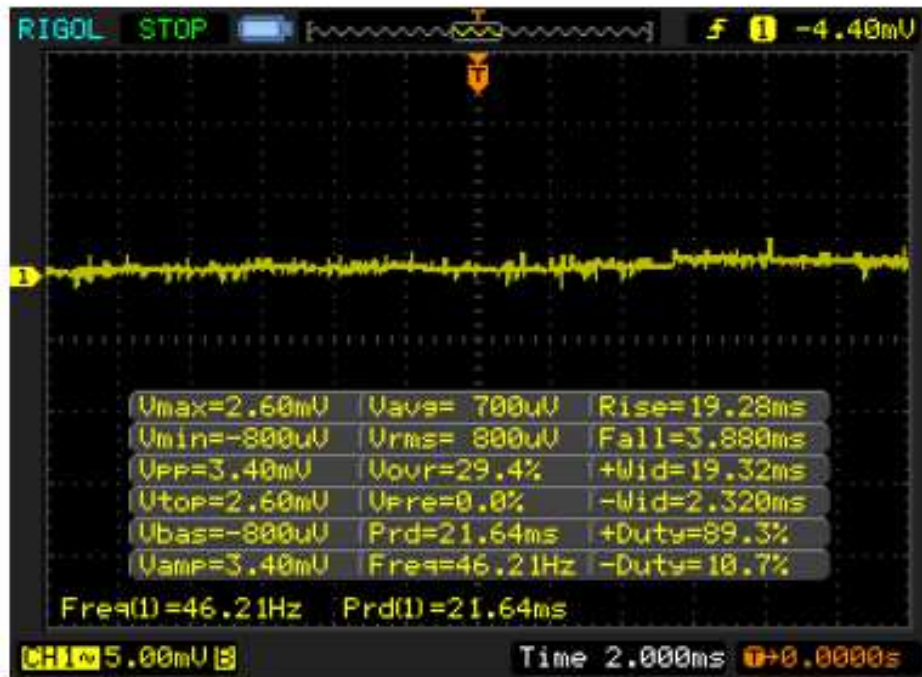 RIGOL STOP T 1 -4.40mV
T
1
Vmax=2.60mV Vavg= 700uV Rise=19.28ms
Vmin=-800uV Vrms= 800uV Fall=3.880ms
Vpp=3.40mV Vovr=29.4% +Wid=19.32ms
Vtop=2.60mV Vpre=0.0% -Wid=2.320ms
Vbas=-800uV Prd=21.64ms +Duty=89.3%
Vamp=3.40mV Freq=46.21Hz -Duty=10.7%
Freq(1)=46.21Hz Prd(1)=21.64ms
CH1~ 5.00mV B Time 2.000ms T→0.0000s